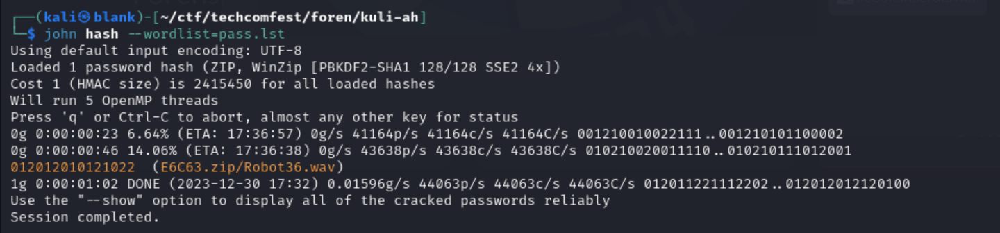 ┌──(kali㉿blank)-[~/ctf/techcomfest/foren/kuli-ah]
└─$ john hash --wordlist=pass.lst
Using default input encoding: UTF-8
Loaded 1 password hash (ZIP, WinZip [PBKDF2-SHA1 128/128 SSE2 4x])
Cost 1 (HMAC size) is 2415450 for all loaded hashes
Will run 5 OpenMP threads
Press 'q' or Ctrl-C to abort, almost any other key for status
0g 0:00:00:23 6.64% (ETA: 17:36:57) 0g/s 41164p/s 41164c/s 41164C/s 001210010022111..001210101100002
0g 0:00:00:46 14.06% (ETA: 17:36:38) 0g/s 43638p/s 43638c/s 43638C/s 010210020011110..010210111012001
012012010121022  (E6C63.zip/Robot36.wav)
1g 0:00:01:02 DONE (2023-12-30 17:32) 0.01596g/s 44063p/s 44063c/s 44063C/s 012011221112202..012012012120100
Use the "--show" option to display all of the cracked passwords reliably
Session completed.